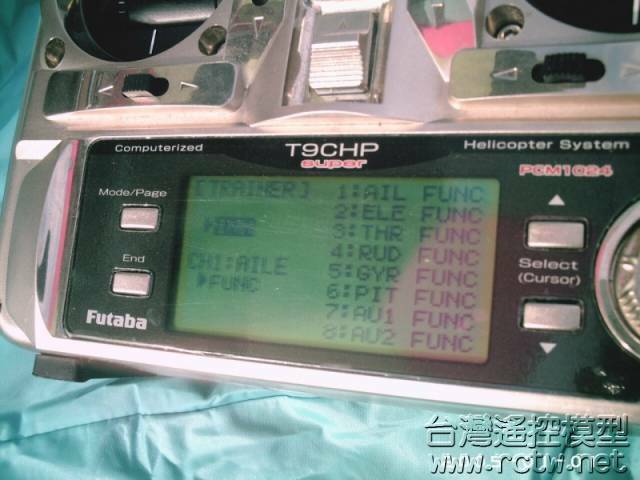 Computerized T9CHP super Helicopter System
PCM1024
Mode/Page
End
Futaba
[TRAINER]
CH1:AILE
▶FUNC
1:AIL FUNC
2:ELE FUNC
3:THR FUNC
4:RUD FUNC
5:GYR FUNC
6:PIT FUNC
7:AU1 FUNC
8:AU2 FUNC
▲
Select
(Cursor)
▼
台灣遙控模型
www.rctw.net